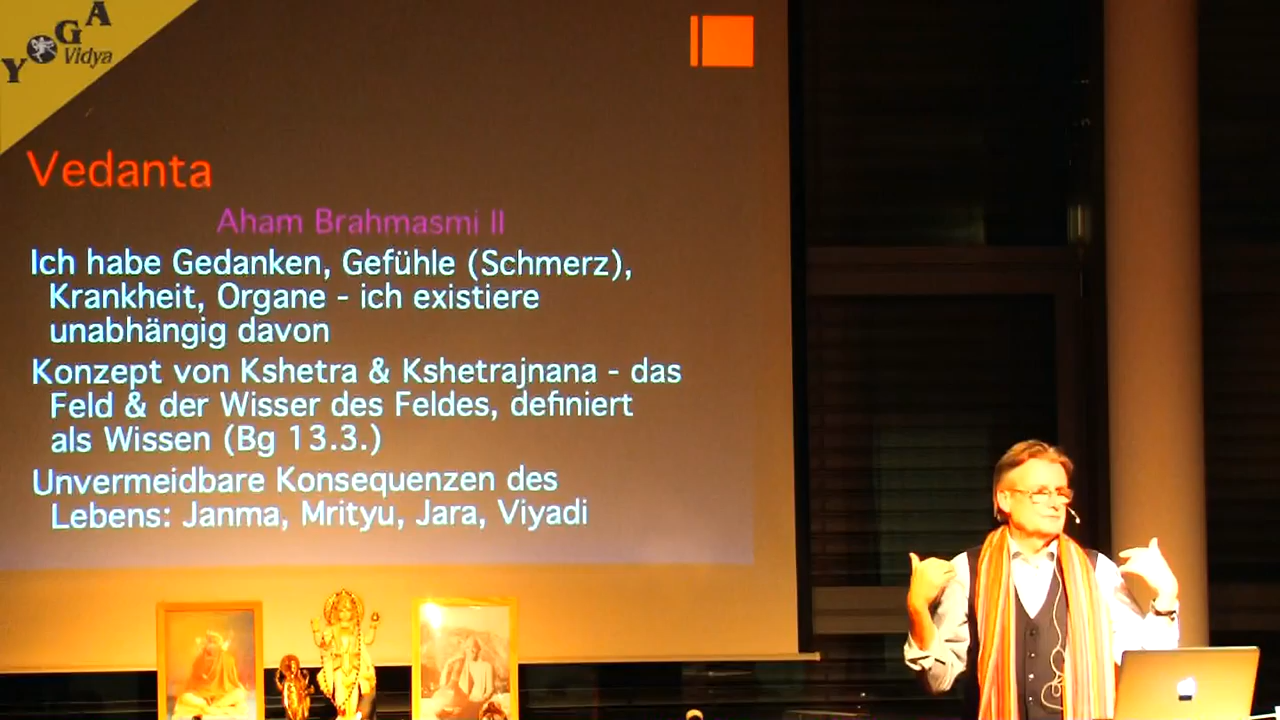 YOGA
Vidya
Vedanta
Aham Brahmasmi II
Ich habe Gedanken, Gefühle (Schmerz),
Krankheit, Organe - ich existiere
unabhängig davon
Konzept von Kshetra & Kshetrajnana - das
Feld & der Wisser des Feldes, definiert
als Wissen (Bg 13.3.)
Unvermeidbare Konsequenzen des
Lebens: Janma, Mrityu, Jara, Viyadi